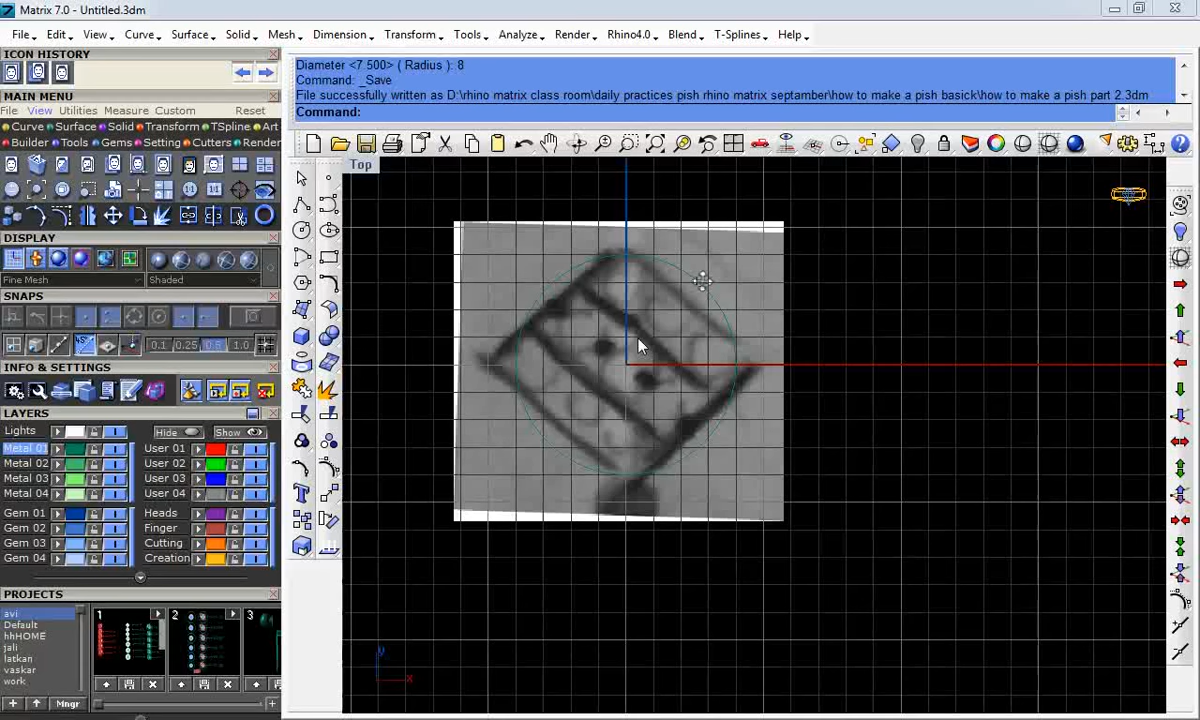 Matrix 7.0 - Untitled.3dm
File Edit View Curve Surface Solid Mesh Dimension Transform Tools Analyze Render Rhino4.0 Blend T-Splines Help
ICON HISTORY
Diameter <7.500> ( Radius ): 8
Command: _Save
File successfully written as D:\rhino matrix class room\daily practices pish rhino matrix septamber\how to make a pish basick\how to make a pish part 2.3dm
Command:
MAIN MENU
File View Utilities Measure Custom Reset
Curve Surface Solid Transform TSpline Art
Builder Tools Gems Setting Cutters Render
Top
DISPLAY
Fine Mesh Shaded
SNAPS
45° 0.1 0.25 0.5 1.0
INFO & SETTINGS
LAYERS
Lights Hide Show
Metal 01 User 01
Metal 02 User 02
Metal 03 User 03
Metal 04 User 04
Gem 01 Heads
Gem 02 Finger
Gem 03 Cutting
Gem 04 Creation
PROJECTS
avi
Default
hhHOME
jali
latkan
vaskar
work
1 2 3
Mngr
y
x